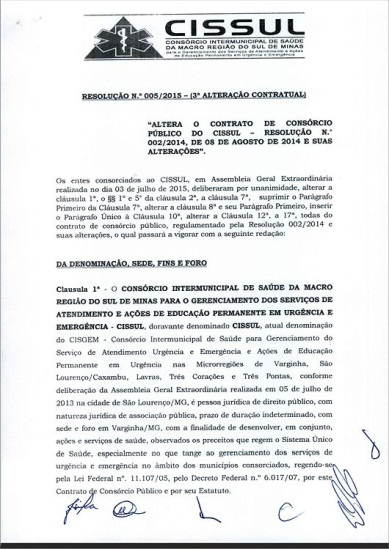 CISSUL
CONSÓRCIO INTERMUNICIPAL DE SAÚDE
DA MACRO REGIÃO DO SUL DE MINAS
para o Gerenciamento dos Serviços de Atendimento e Ações
de Educação Permanente em Urgência e Emergência
RESOLUÇÃO N.º 005/2015 – (3ª ALTERAÇÃO CONTRATUAL)
"ALTERA O CONTRATO DE CONSÓRCIO
PÚBLICO DO CISSUL – RESOLUÇÃO N.º
002/2014, DE 08 DE AGOSTO DE 2014 E SUAS
ALTERAÇÕES".
Os entes consorciados ao CISSUL, em Assembleia Geral Extraordinária
realizada no dia 03 de julho de 2015, deliberaram por unanimidade, alterar a
cláusula 1ª, o §§ 1º e 5º da cláusula 2ª, a cláusula 7ª, suprimir o Parágrafo
Primeiro da Cláusula 7ª, alterar a cláusula 8ª e seu Parágrafo Primeiro, inserir
o Parágrafo Único à Cláusula 10ª, alterar a Cláusula 12ª, a 17ª, todas do
contrato de consórcio público, regulamentado pela Resolução 002/2014 e
suas alterações, o qual passará a vigorar com a seguinte redação:
DA DENOMINAÇÃO, SEDE, FINS E FORO
Clausula 1ª - O CONSÓRCIO INTERMUNICIPAL DE SAÚDE DA MACRO
REGIÃO DO SUL DE MINAS PARA O GERENCIAMENTO DOS SERVIÇOS DE
ATENDIMENTO E AÇÕES DE EDUCAÇÃO PERMANENTE EM URGÊNCIA E
EMERGÊNCIA - CISSUL, doravante denominado CISSUL, atual denominação
do CISGEM - Consórcio Intermunicipal de Saúde para Gerenciamento do
Serviço de Atendimento Urgência e Emergência e Ações de Educação
Permanente em Urgência nas Microrregiões de Varginha, São
Lourenço/Caxambu, Lavras, Três Corações e Três Pontas, conforme
deliberação da Assembleia Geral Extraordinária realizada em 05 de julho de
2013 na cidade de São Lourenço/MG, é pessoa jurídica de direito público, com
natureza jurídica de associação pública, prazo de duração indeterminado, com
sede e foro em Varginha/MG, com a finalidade de desenvolver, em conjunto,
ações e serviços de saúde, observados os preceitos que regem o Sistema Único
de Saúde, especialmente no que tange ao gerenciamento dos serviços de
urgência e emergência no âmbito dos municípios consorciados, regendo-se
pela Lei Federal nº. 11.107/05, pelo Decreto Federal n.º 6.017/07, por este
Contrato de Consórcio Público e por seu Estatuto.